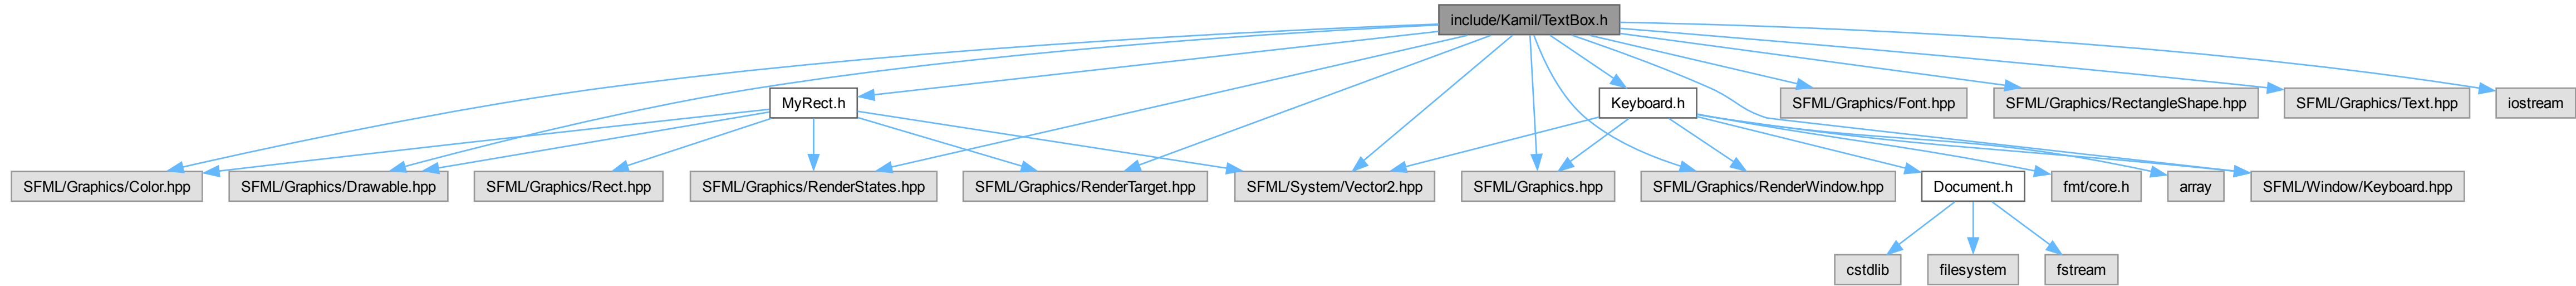 include/Kamil/TextBox.h
MyRect.h
Keyboard.h
SFML/Graphics/Font.hpp
SFML/Graphics/RectangleShape.hpp
SFML/Graphics/Text.hpp
iostream
SFML/Graphics/Color.hpp
SFML/Graphics/Drawable.hpp
SFML/Graphics/Rect.hpp
SFML/Graphics/RenderStates.hpp
SFML/Graphics/RenderTarget.hpp
SFML/System/Vector2.hpp
SFML/Graphics.hpp
SFML/Graphics/RenderWindow.hpp
Document.h
fmt/core.h
array
SFML/Window/Keyboard.hpp
cstdlib
filesystem
fstream